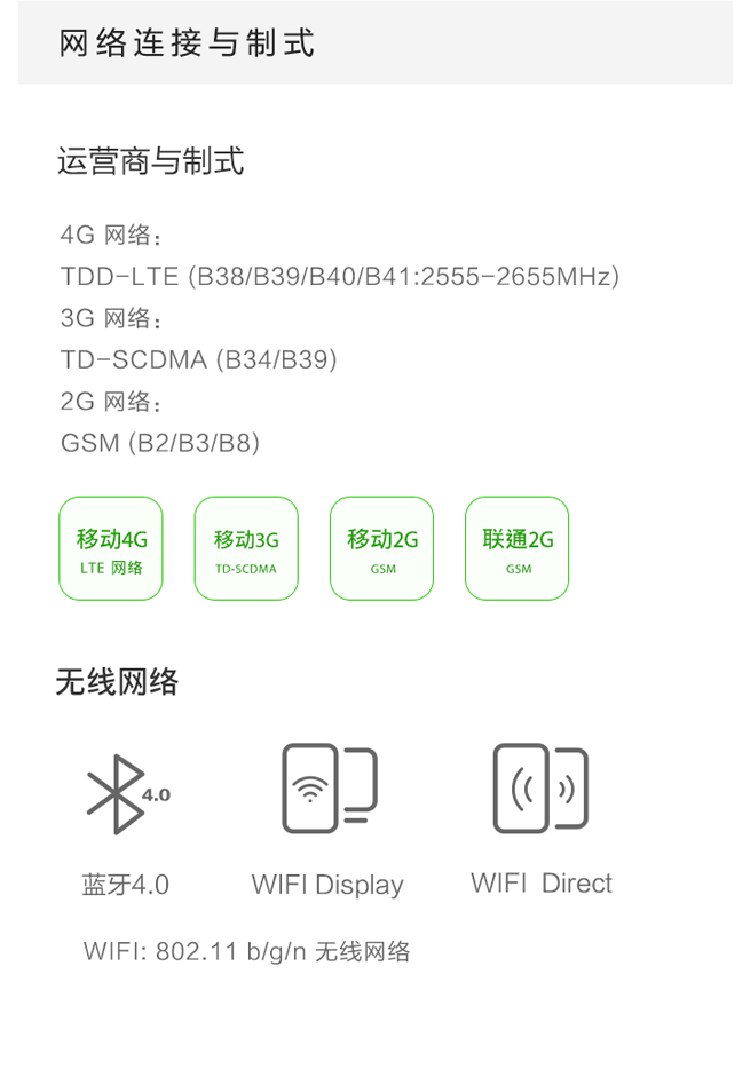 网络连接与制式
运营商与制式
4G 网络：
TDD-LTE (B38/B39/B40/B41:2555-2655MHz)
3G 网络：
TD-SCDMA (B34/B39)
2G 网络：
GSM (B2/B3/B8)
移动4G 移动3G 移动2G 联通2G
LTE 网络 TD-SCDMA GSM GSM
无线网络
4.0
蓝牙4.0 WIFI Display WIFI Direct
WIFI: 802.11 b/g/n 无线网络